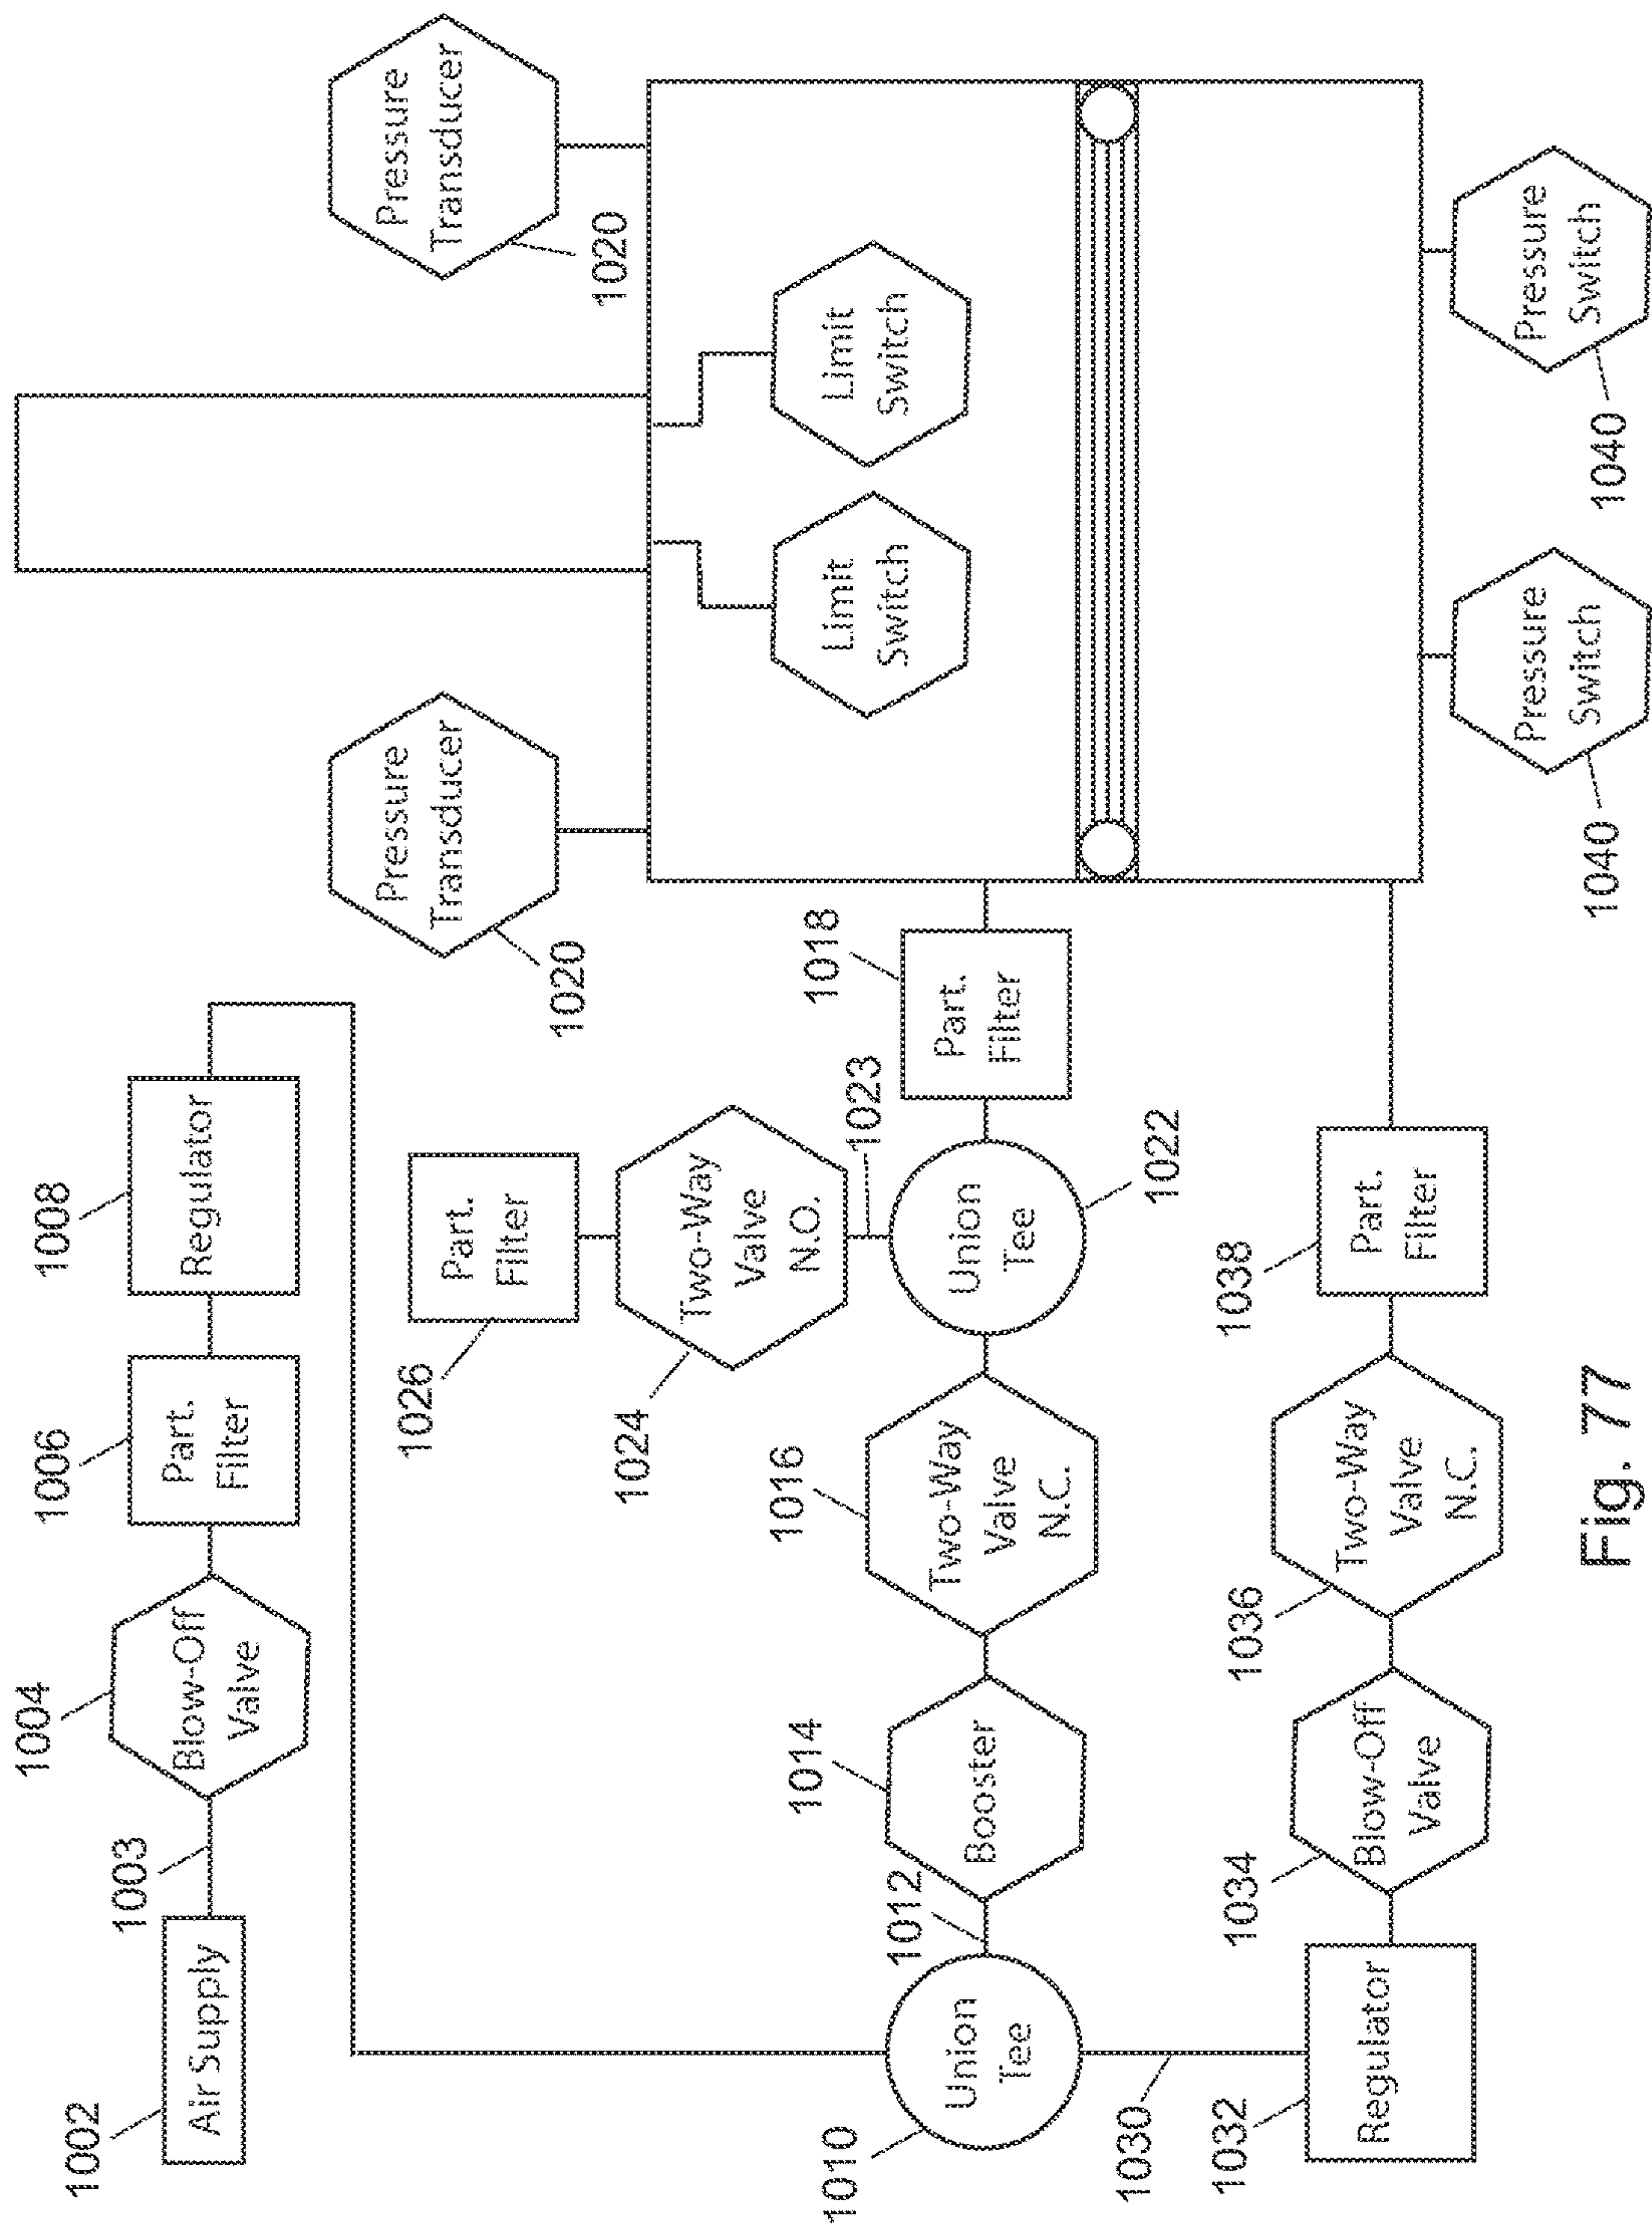 1002
Air Supply
1003
1004
Blow-Off
Valve
1006
Part.
Filter
1008
Regulator
1026
Part.
Filter
1024
Two-Way
Valve
N.O.
1023
1020
Pressure
Transducer
1020
Pressure
Transducer
Limit
Switch
Limit
Switch
1010
Union
Tee
1012
1014
Booster
1016
Two-Way
Valve
N.C.
Union
Tee
1022
1018
Part.
Filter
1030
1032
Regulator
1034
Blow-Off
Valve
1036
Two-Way
Valve
N.C.
1038
Part.
Filter
Pressure
Switch
1040
Pressure
Switch
1040
Fig. 77